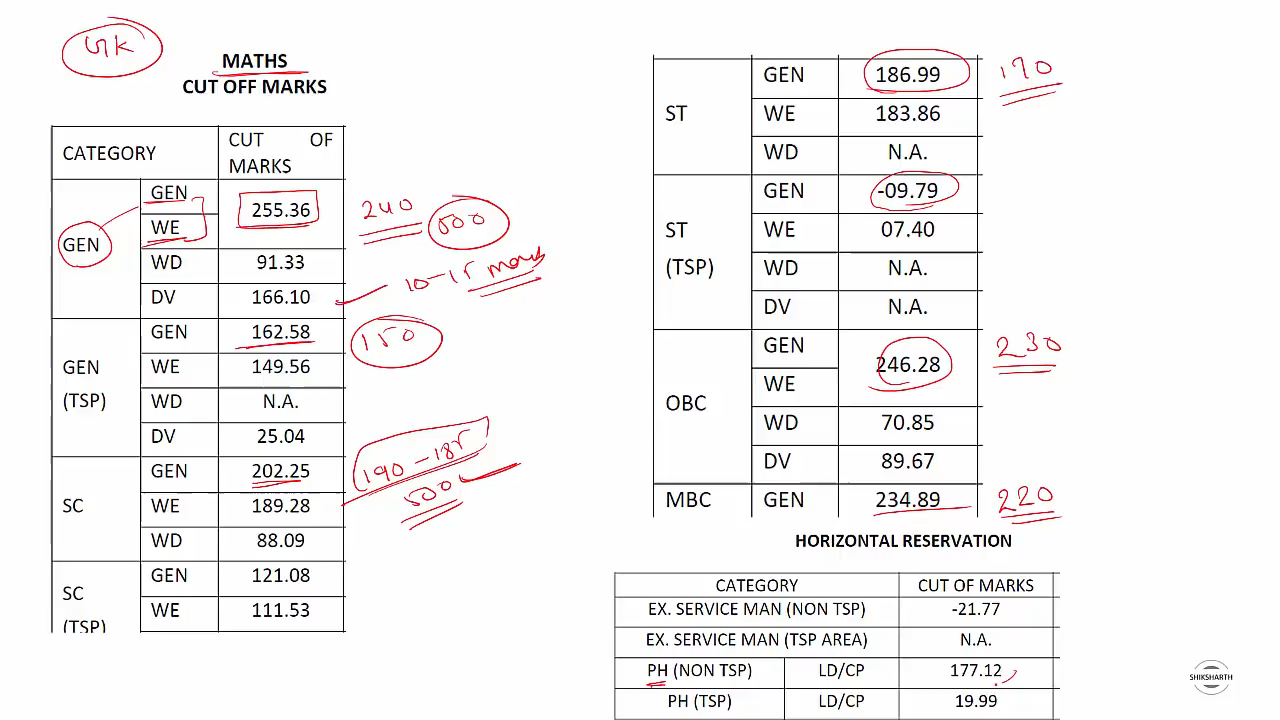 GK
MATHS
CUT OFF MARKS
CATEGORY CUT OF MARKS
GEN GEN 255.36 240 500
WE
WD 91.33
DV 166.10 10-15 marks
GEN (TSP) GEN 162.58 150
WE 149.56
WD N.A.
DV 25.04
SC GEN 202.25 190-185
WE 189.28 500
WD 88.09
SC (TSP) GEN 121.08
WE 111.53
ST GEN 186.99 170
WE 183.86
WD N.A.
ST (TSP) GEN -09.79
WE 07.40
WD N.A.
DV N.A.
OBC GEN 246.28 230
WE
WD 70.85
DV 89.67
MBC GEN 234.89 220
HORIZONTAL RESERVATION
CATEGORY CUT OF MARKS
EX. SERVICE MAN (NON TSP) -21.77
EX. SERVICE MAN (TSP AREA) N.A.
PH (NON TSP) LD/CP 177.12
PH (TSP) LD/CP 19.99
SHIKSHARTH